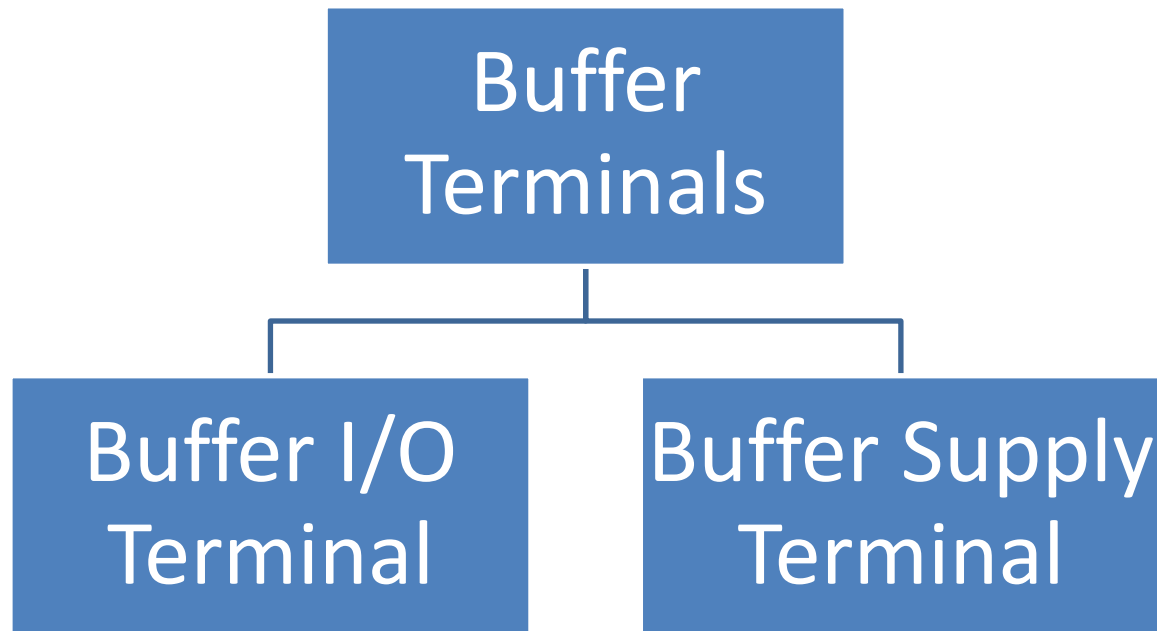 Buffer
Terminals
Buffer I/O
Terminal
Buffer Supply
Terminal